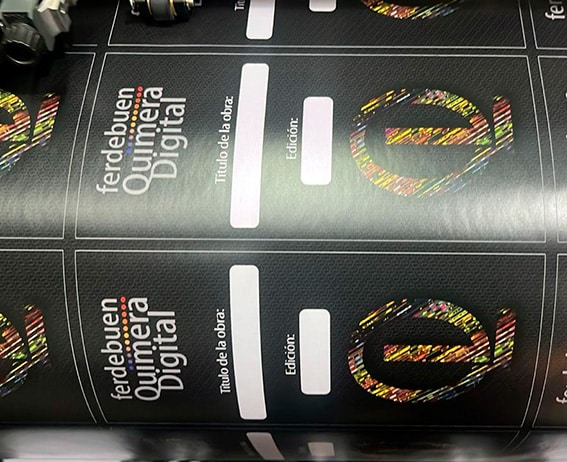 ferdebuen
Quimera
Digital
Título de la obra:
Edición:
ferdebuen
Quimera
Digital
Título de la obra:
Edición: